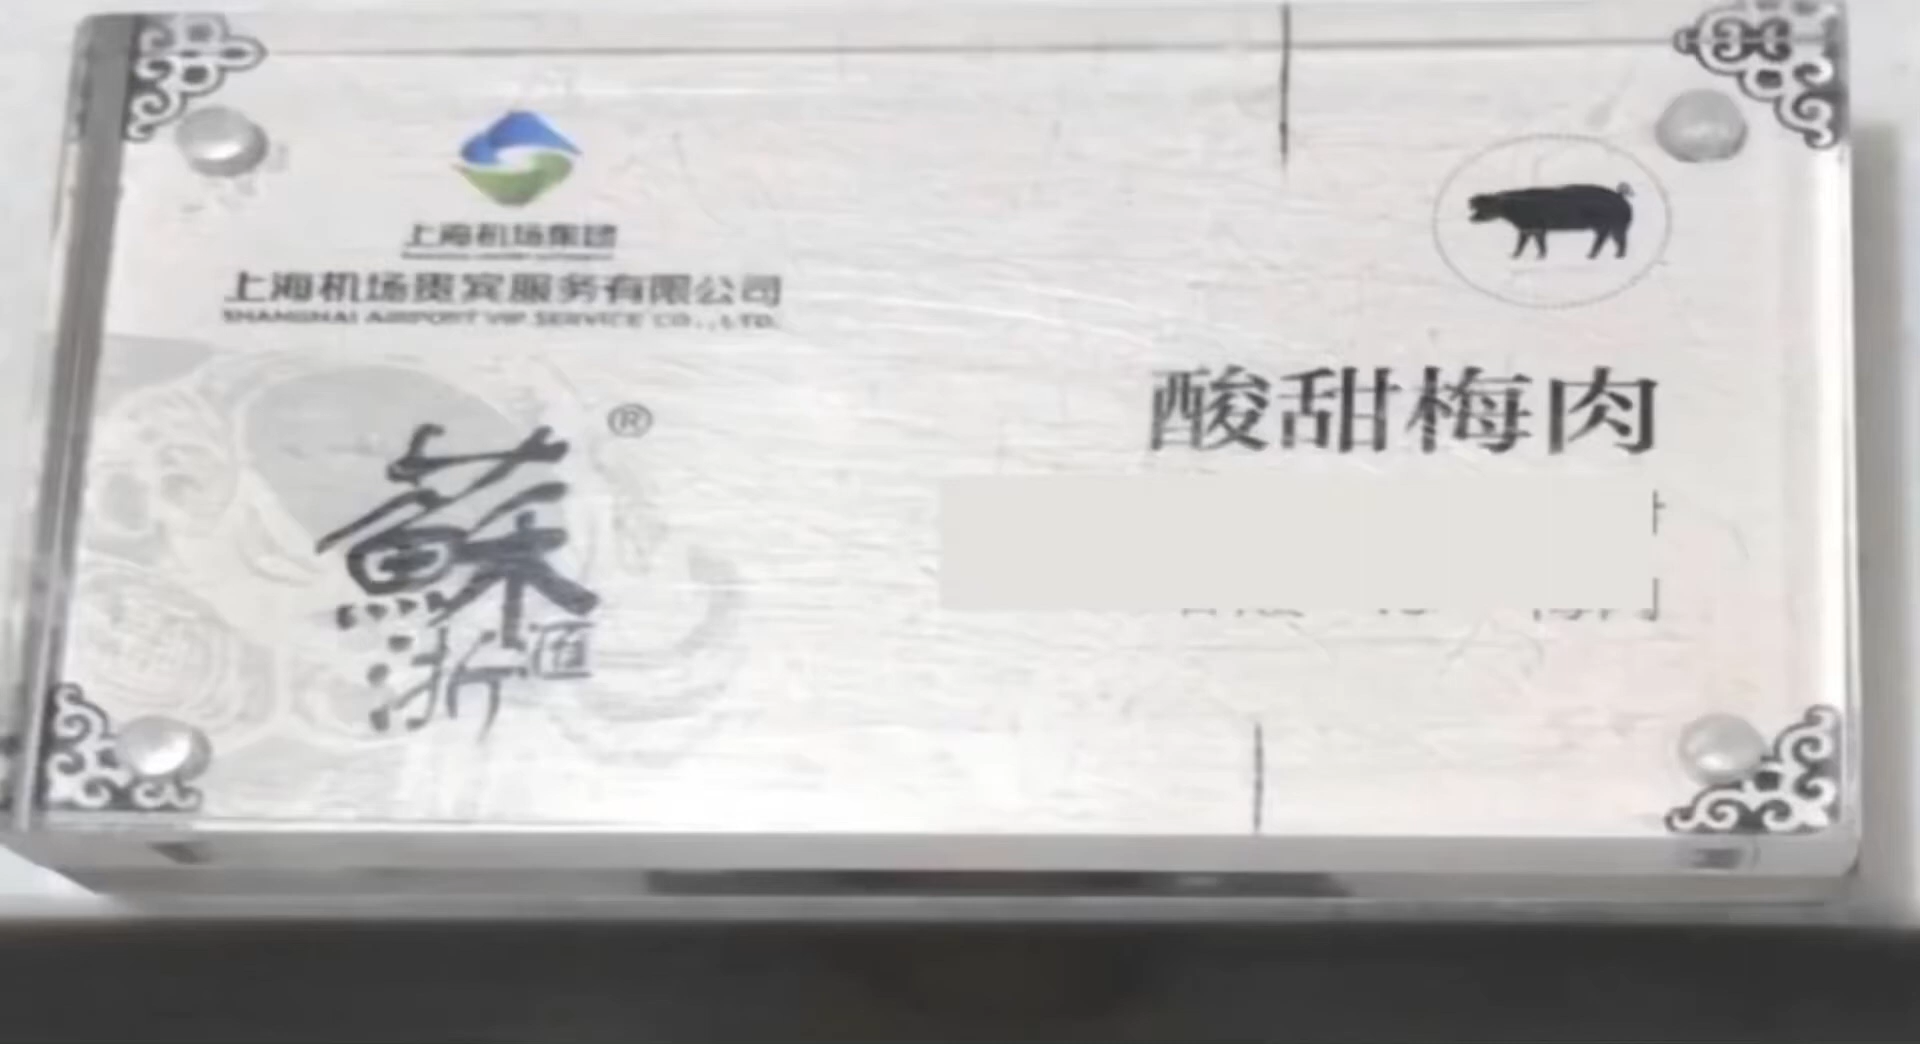 上海机场集团
上海机场贵宾服务有限公司
SHANGHAI AIRPORT VIP SERVICE CO., LTD.
酸甜梅肉
®
蘇
浙匯